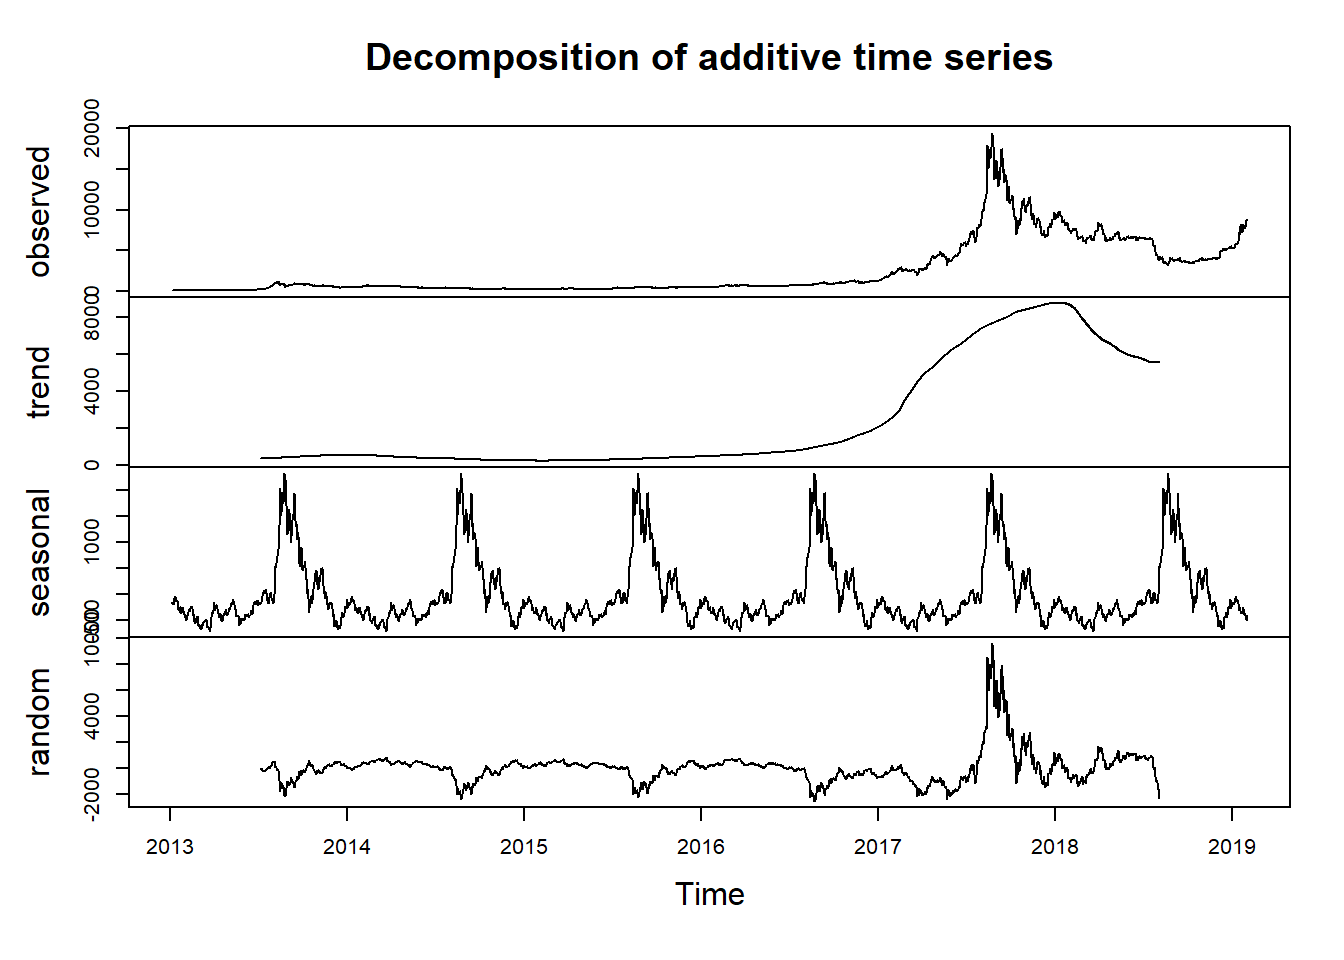 Decomposition of additive time series
observed
20000
10000
0
trend
8000
4000
0
seasonal
1000
-500
random
10000
4000
-2000
2013 2014 2015 2016 2017 2018 2019
Time